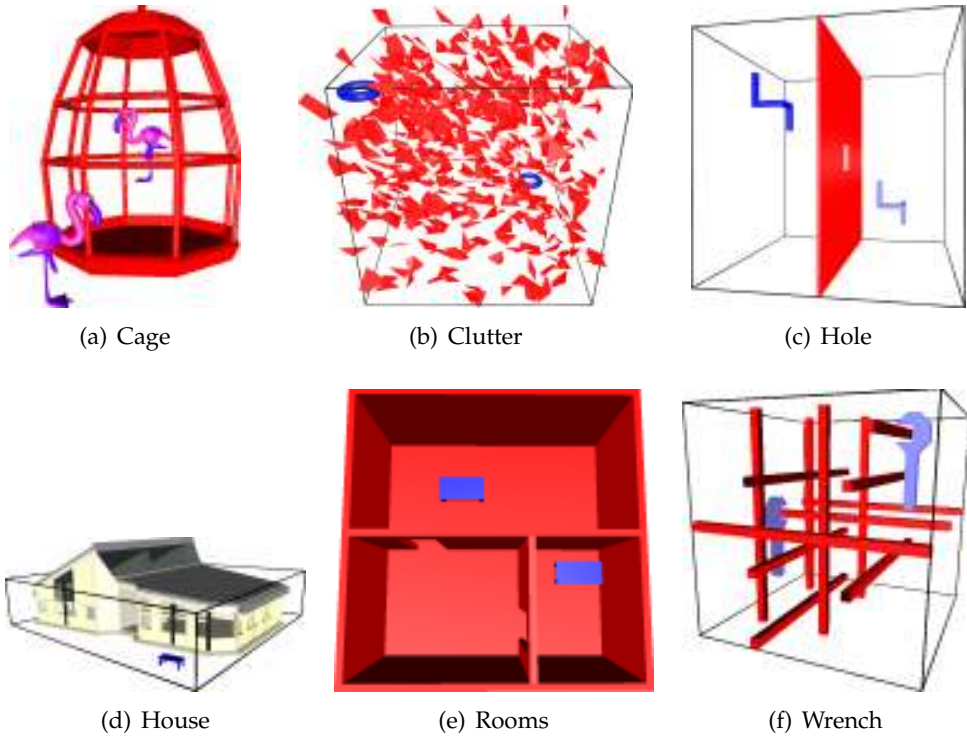 (a) Cage
(b) Clutter
(c) Hole
(d) House
(e) Rooms
(f) Wrench